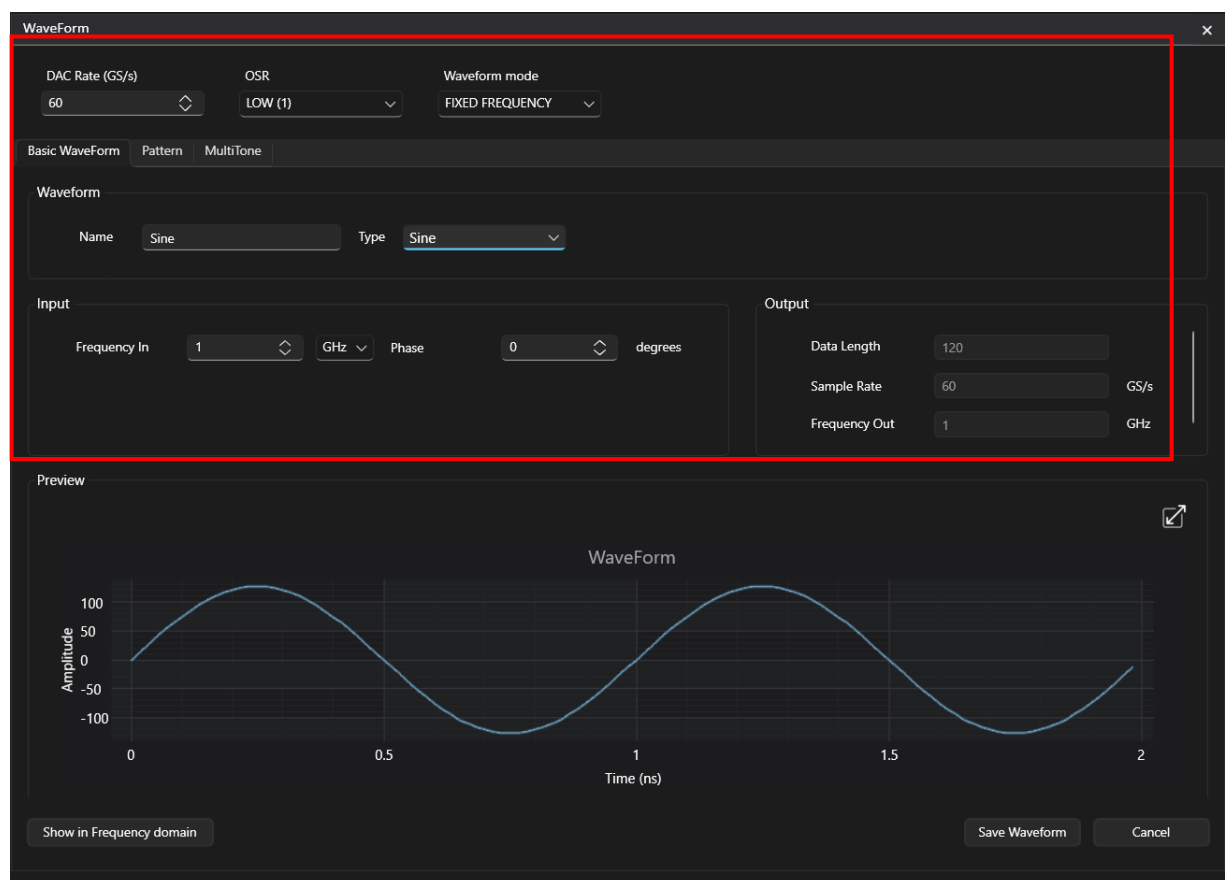 WaveForm
DAC Rate (GS/s) OSR Waveform mode
60 LOW (1) FIXED FREQUENCY
Basic WaveForm Pattern MultiTone
Waveform
Name Sine Type Sine
Input
Frequency In 1 GHz Phase 0 degrees
Output
Data Length 120
Sample Rate 60 GS/s
Frequency Out 1 GHz
Preview
WaveForm
Amplitude
100
50
0
-50
-100
0 0.5 1 1.5 2
Time (ns)
Show in Frequency domain Save Waveform Cancel